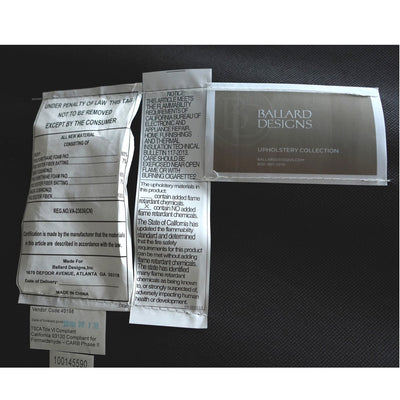 UNDER PENALTY OF LAW THIS TAG
NOT TO BE REMOVED
EXCEPT BY THE CONSUMER
ALL NEW MATERIAL
CONSISTING OF
REG.NO.VA-23035(CN)
Certification is made by the manufacturer that the materials
in this article are described in accordance with the law.
Made For
Ballard Designs,Inc
1670 DEFOOR AVENUE, ATLANTA GA 30318
Date of Delivery:
MADE IN CHINA
Vendor Code #3198
TSCA Title VI Compliant
California 93120 Compliant for
Formaldehyde - CARB Phase II
100145590
NOTICE
THIS ARTICLE MEETS
THE FLAMMABILITY
REQUIREMENTS OF
CALIFORNIA BUREAU OF
ELECTRONIC AND
APPLIANCE REPAIR,
HOME FURNISHINGS
AND THERMAL
INSULATION TECHNICAL
BULLETIN 117-2013.
CARE SHOULD BE
EXERCISED NEAR OPEN
FLAME OR WITH
BURNING CIGARETTES.
The upholstery materials in
this product:
contain added flame
retardant chemicals.
X contain NO added
flame retardant chemicals.
The State of California has
updated the flammability
standard and determined
that the fire safety
requirements for this product
can be met without adding
flame retardant chemicals.
The state has identified
many flame retardant
chemicals as being known
to, or strongly suspected of
adversely impacting human
health or development.
BALLARD
DESIGNS
UPHOLSTERY COLLECTION
BALLARDDESIGNS.COM